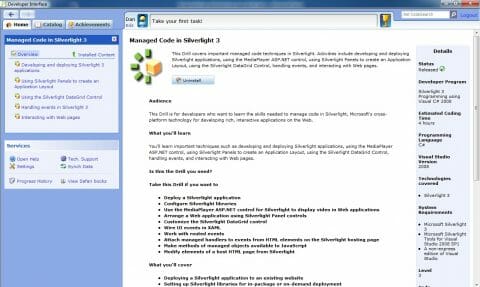 Developer Interface
Home
Catalog
Achievements
Dan
Take your first task!
Log Out
Managed Code in Silverlight 3
Overview
Installed Content
Developing and deploying Silverlight 3
applications
Using Silverlight Panels to create an
Application Layout
Using the Silverlight DataGrid Control
Handling events in Silverlight 3
Interacting with Web pages
Services
Open Help
Tech. Support
Settings
Synch Data
Progress History
View Safari books
Managed Code in Silverlight 3
This Drill covers important managed code techniques in Silverlight. Activities include developing and deploying
Silverlight applications, using the MediaPlayer ASP.NET control, using Silverlight Panels to create an Application
Layout, using the Silverlight DataGrid Control, handling events, and interacting with Web pages.
Uninstall
Audience
This Drill is for developers who want to learn the skills needed to manage code in Silverlight, Microsoft's cross-
platform technology for developing rich, interactive applications on the Web.
What you'll learn
You'll learn important techniques such as developing and deploying Silverlight applications, using the MediaPlayer
ASP.NET control, using Silverlight Panels to create an Application Layout, using the Silverlight DataGrid Control,
handling events, and interacting with Web pages.
Is this the Drill you need?
Take this Drill if you want to
Deploy a Silverlight application
Configure Silverlight libraries
Use the MediaPlayer ASP.NET control for Silverlight to display video in Web applications
Arrange a Web application using Silverlight Panel controls
Customize the Silverlight DataGrid control
Wire UI events in XAML
Work with routed events
Attach managed handlers to events from HTML elements on the Silverlight hosting page
Make methods of managed objects available to JavaScript
Modify elements of a host HTML page from Silverlight
What you'll cover
Deploying a Silverlight application to an existing website
Setting up Silverlight libraries for in-package or on-demand deployment
Details
Status
Released
Developer Program
Silverlight 3
Programming using
Visual C# 2008
Estimated Coding
Time
4 hours
Programming
Language
C#
Visual Studio
Version
2008
Technologies
covered
Silverlight 3
System
Requirements
Microsoft Silverlight
3
Microsoft Silverlight
Tools for Visual
Studio 2008 SP1
A non-express
edition of Visual
Studio
Level
3